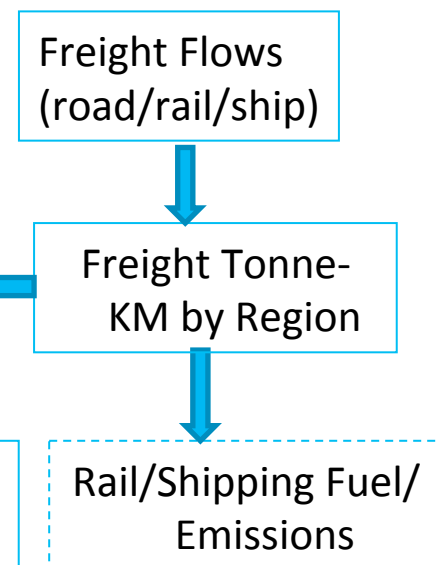 Freight Flows
(road/rail/ship)
Freight Tonne-
KM by Region
Rail/Shipping Fuel/
Emissions